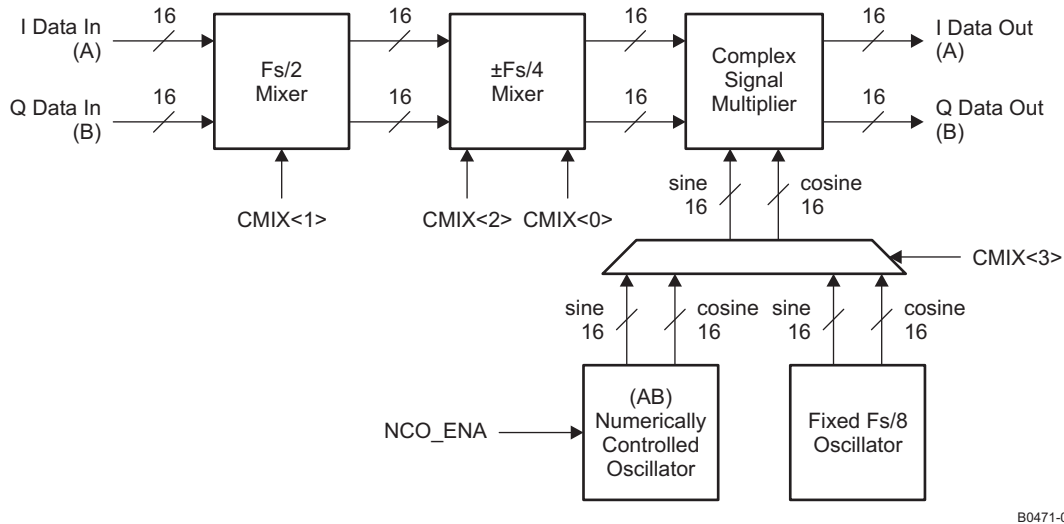 I Data In
(A)
16
16
16
16
I Data Out
(A)
Fs/2
Mixer
±Fs/4
Mixer
Complex
Signal
Multiplier
Q Data In
(B)
16
16
16
16
Q Data Out
(B)
CMIX<1>
CMIX<2>
CMIX<0>
sine
16
cosine
16
CMIX<3>
sine
16
cosine
16
sine
16
cosine
16
NCO_ENA
(AB)
Numerically
Controlled
Oscillator
Fixed Fs/8
Oscillator